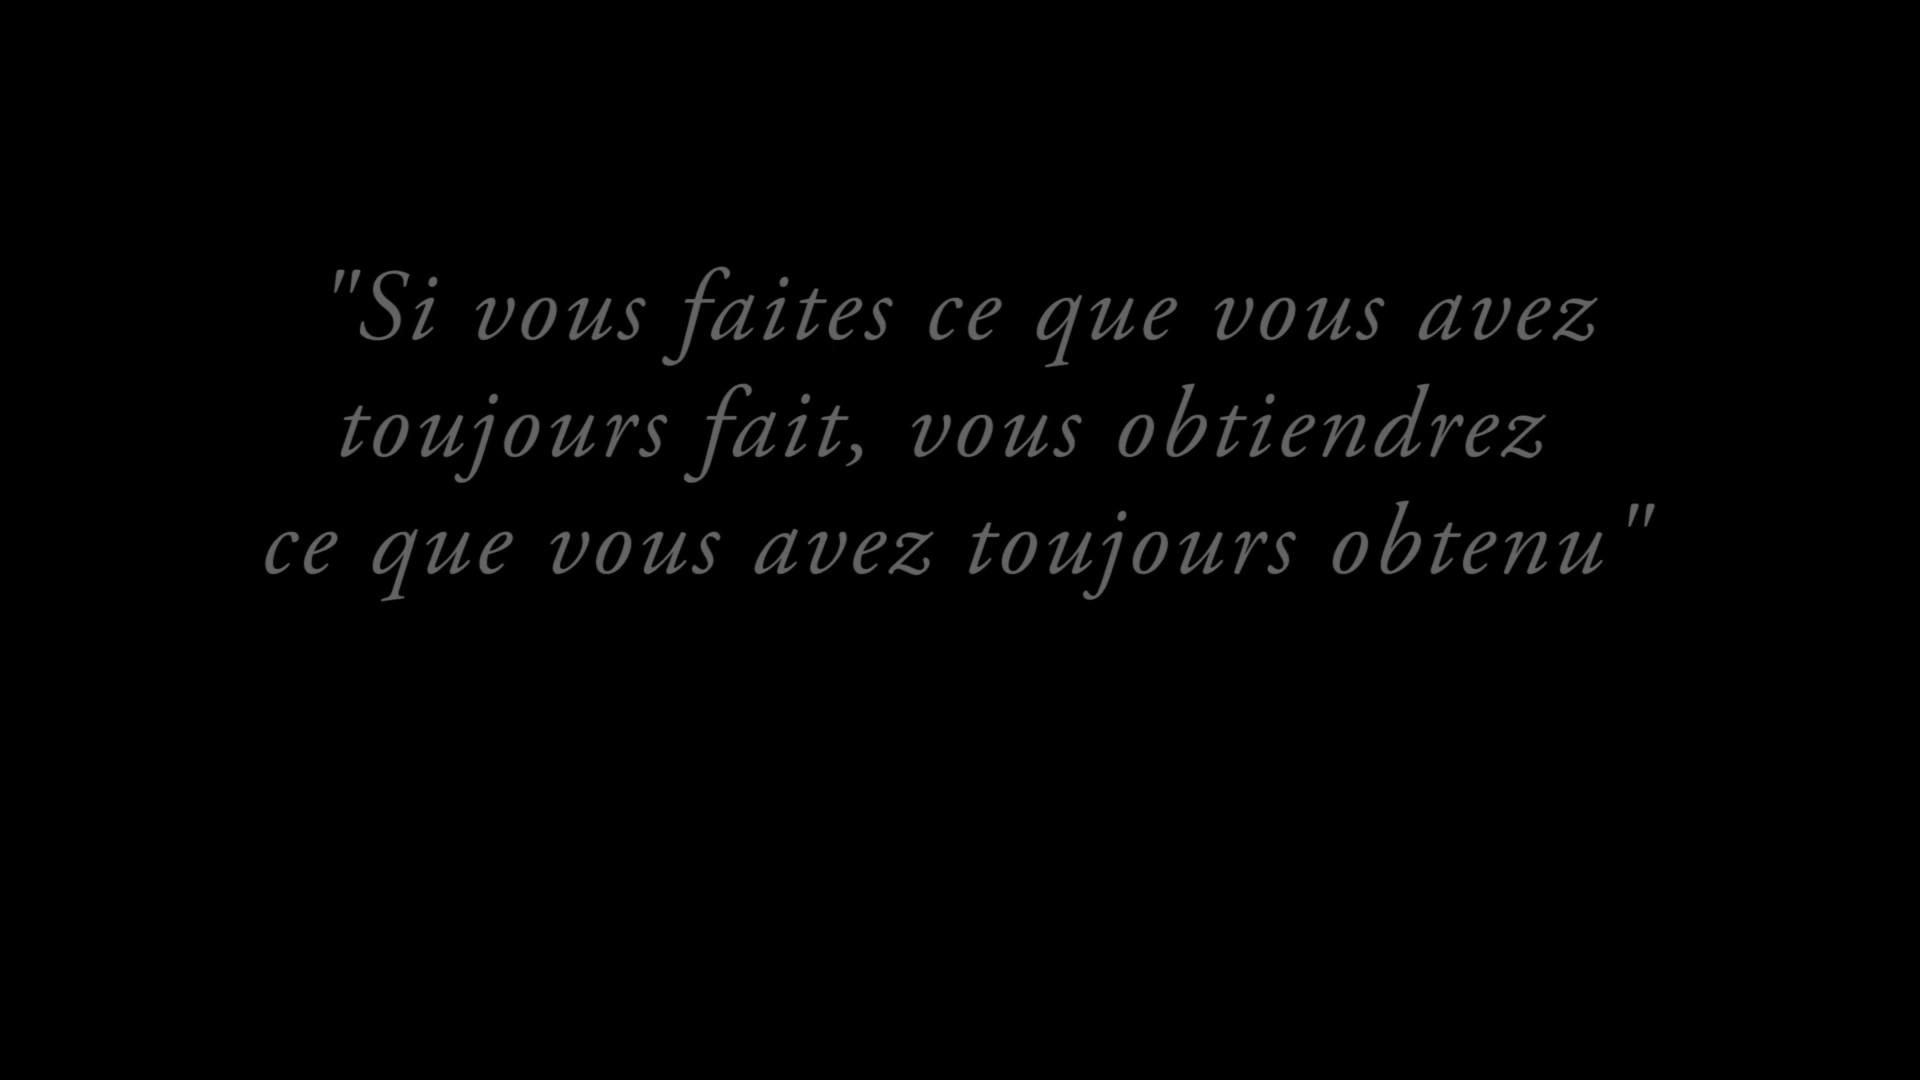 "Si vous faites ce que vous avez
toujours fait, vous obtiendrez
ce que vous avez toujours obtenu"